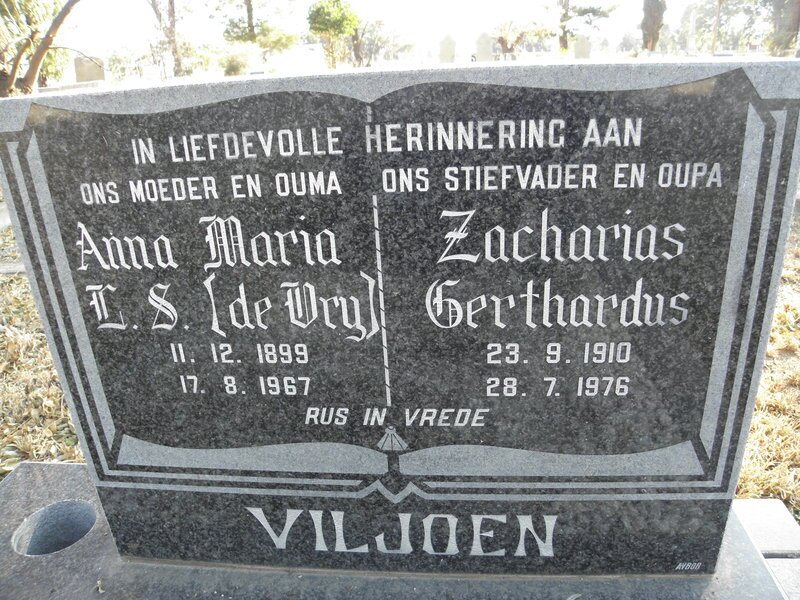 IN LIEFDEVOLLE HERINNERING AAN
ONS MOEDER EN OUMA
Anna Maria
L.S. [de Vry]
11. 12. 1899
17. 8. 1967
ONS STIEFVADER EN OUPA
Zacharias
Gerthardus
23. 9. 1910
28. 7. 1976
RUS IN VREDE
VILJOEN
AVBOB